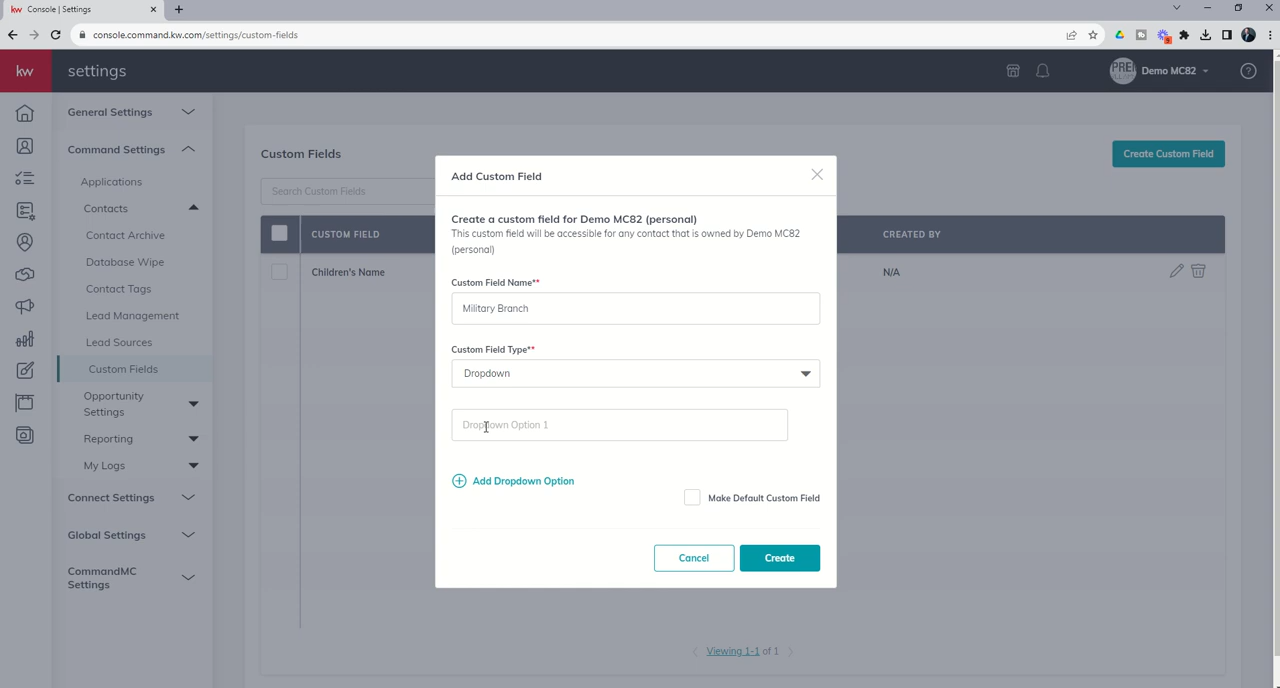 kw Console | Settings
console.command.kw.com/settings/custom-fields
kw
settings
Demo MC82
General Settings
Command Settings
Applications
Contacts
Contact Archive
Database Wipe
Contact Tags
Lead Management
Lead Sources
Custom Fields
Opportunity
Settings
Reporting
My Logs
Connect Settings
Global Settings
CommandMC
Settings
Custom Fields
Create Custom Field
Search Custom Fields
CUSTOM FIELD
CREATED BY
Children's Name
N/A
Add Custom Field
Create a custom field for Demo MC82 (personal)
This custom field will be accessible for any contact that is owned by Demo MC82
(personal)
Custom Field Name**
Military Branch
Custom Field Type**
Dropdown
Dropdown Option 1
Add Dropdown Option
Make Default Custom Field
Cancel
Create
Viewing 1-1 of 1